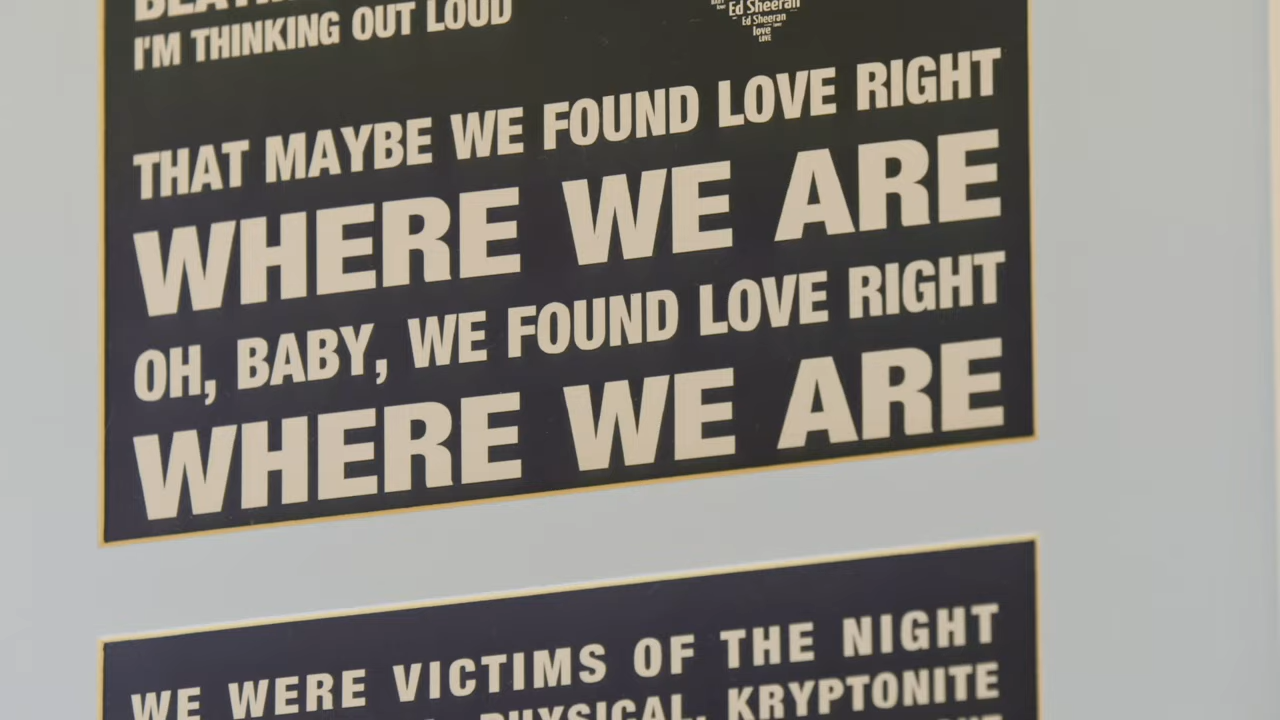 I'M THINKING OUT LOUD
Ed Sheeran
Ed Sheeran
love
LOVE
THAT MAYBE WE FOUND LOVE RIGHT
WHERE WE ARE
OH, BABY, WE FOUND LOVE RIGHT
WHERE WE ARE
WE WERE VICTIMS OF THE NIGHT
PHYSICAL, KRYPTONITE